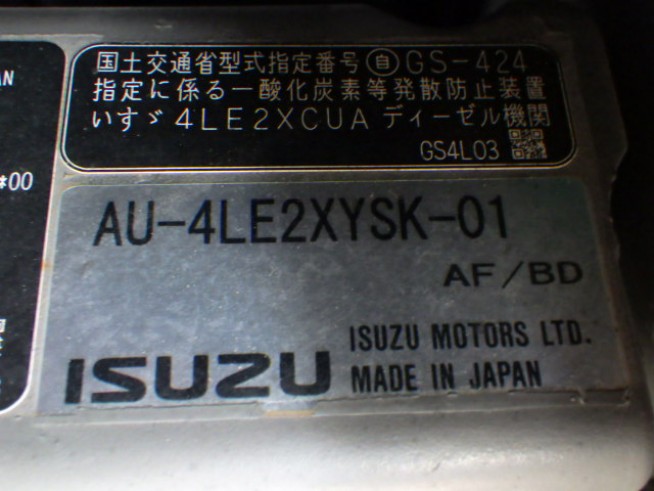 AN
*00
国土交通省型式指定番号 自 GS-424
指定に係る一酸化炭素等発散防止装置
いすゞ 4LE2XCUA ディーゼル機関
GS4L03
AU-4LE2XYSK-01
AF/BD
ISUZU
ISUZU MOTORS LTD.
MADE IN JAPAN